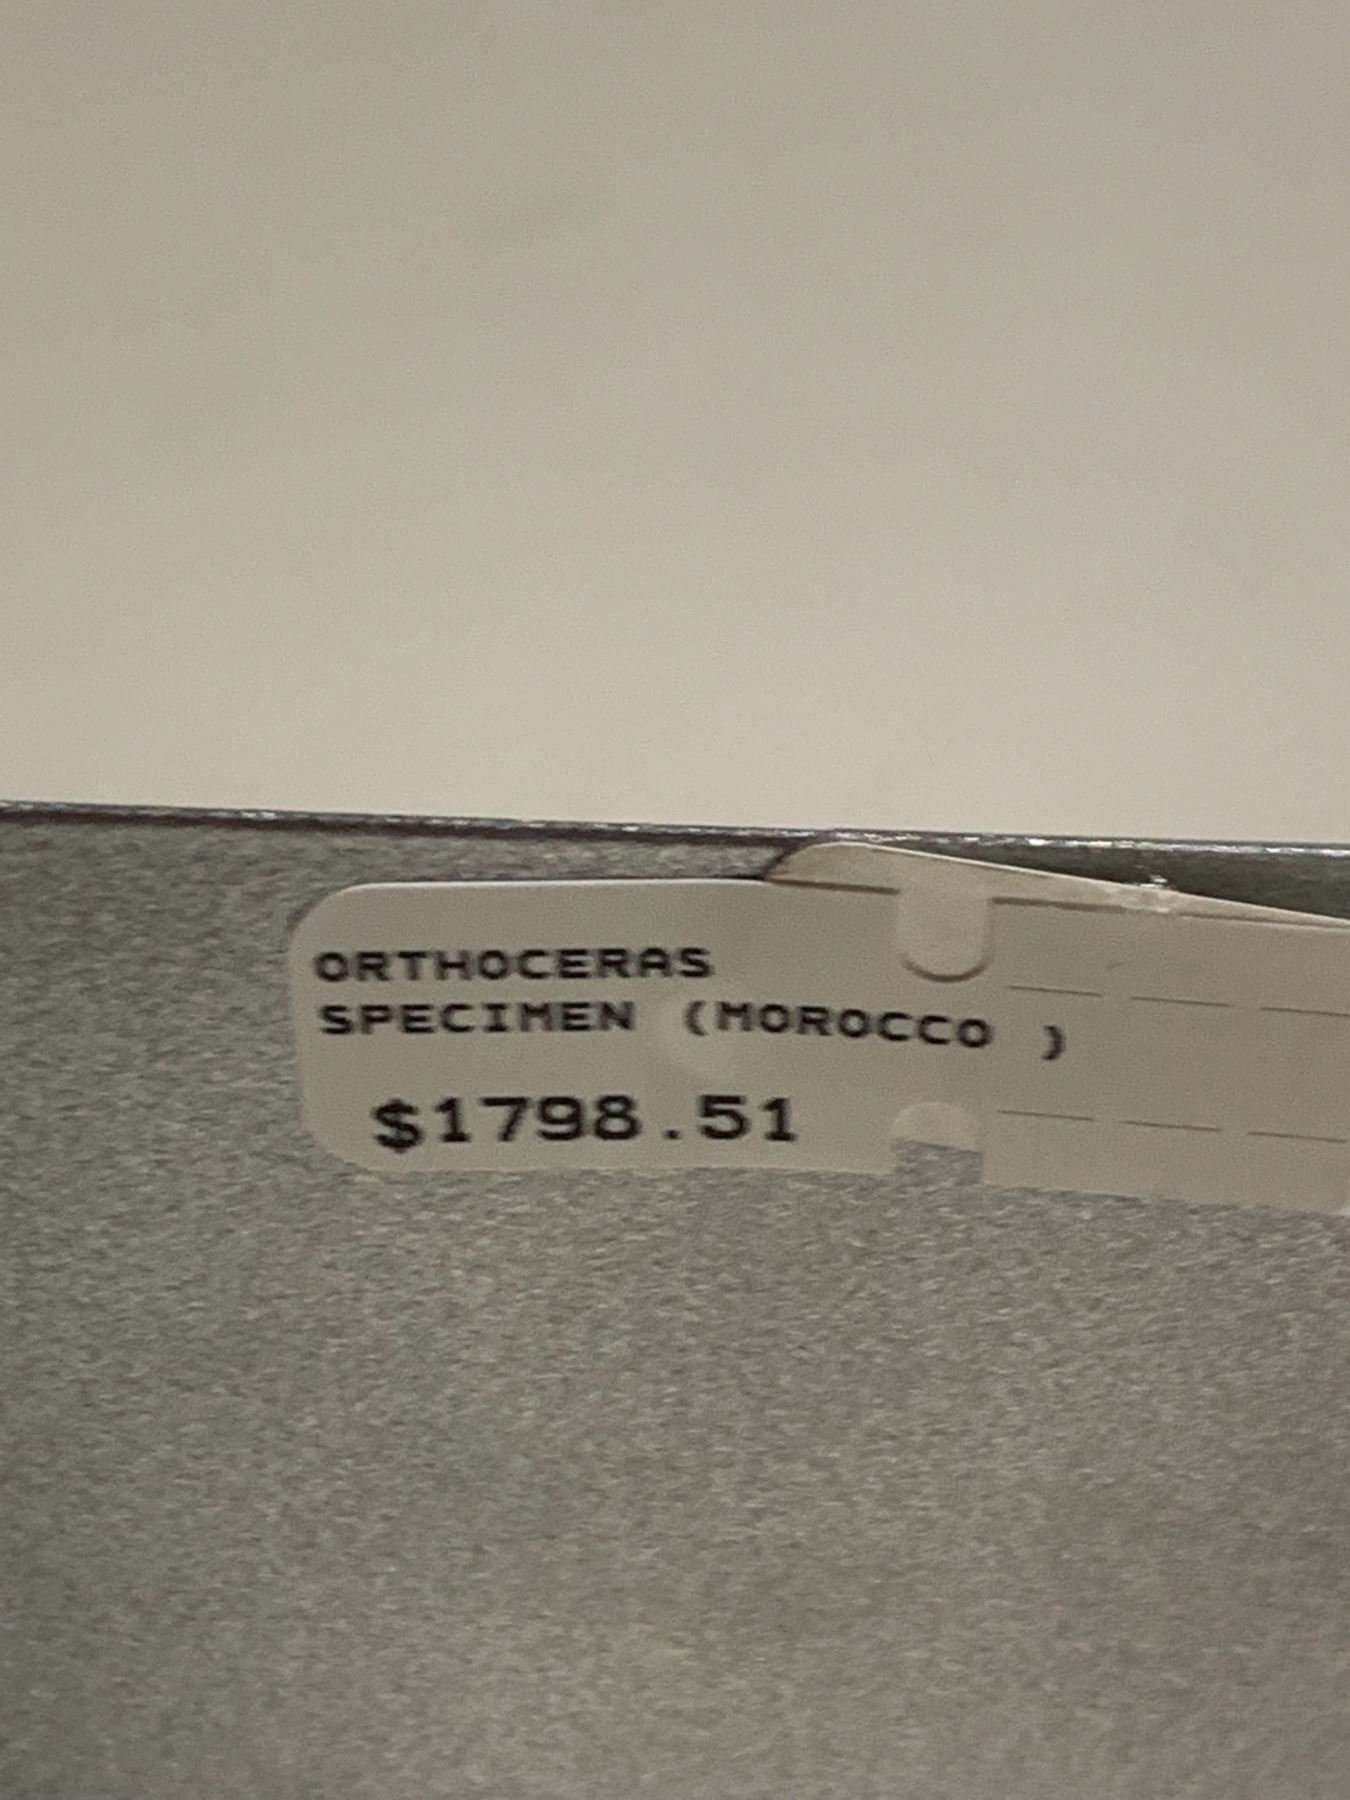 ORTHOCERAS
SPECIMEN (MOROCCO )
$1798.51